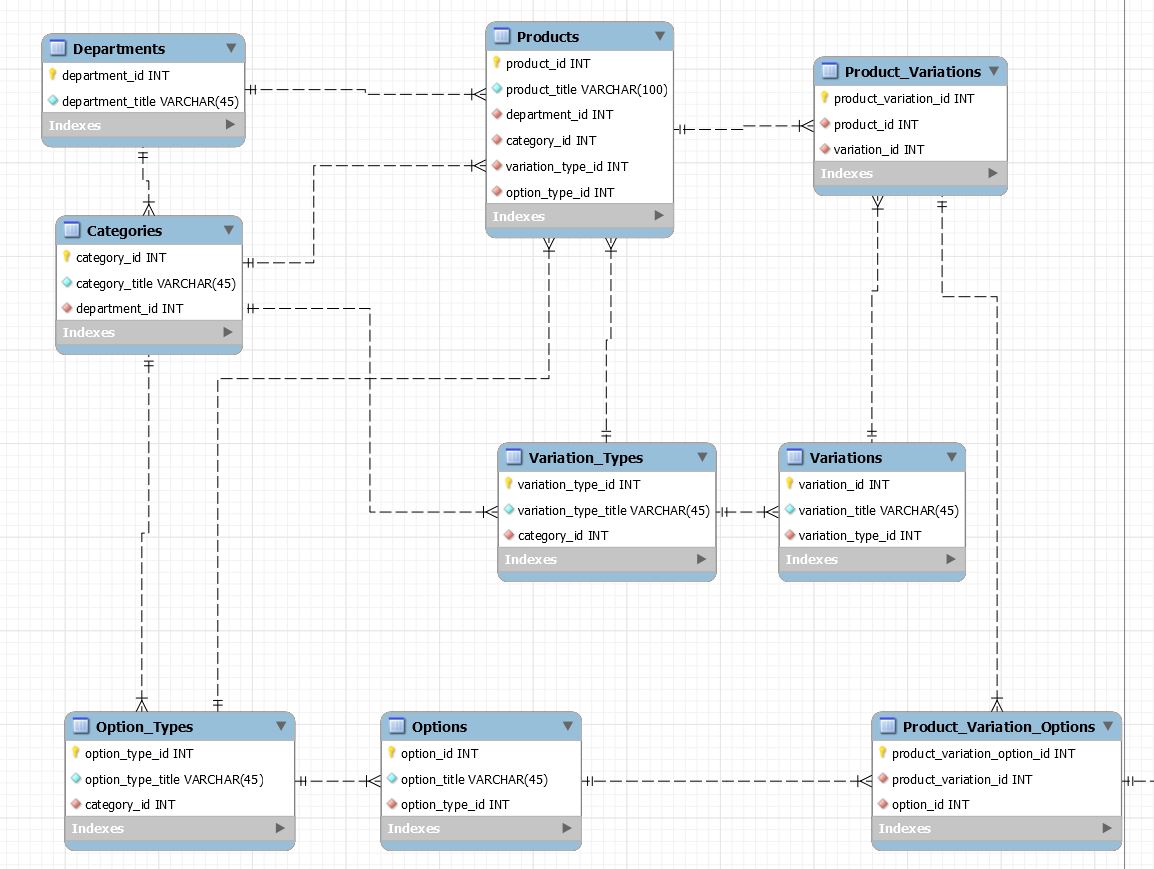 Departments
department_id INT
department_title VARCHAR(45)
Indexes
Products
product_id INT
product_title VARCHAR(100)
department_id INT
category_id INT
variation_type_id INT
option_type_id INT
Indexes
Product_Variations
product_variation_id INT
product_id INT
variation_id INT
Indexes
Categories
category_id INT
category_title VARCHAR(45)
department_id INT
Indexes
Variation_Types
variation_type_id INT
variation_type_title VARCHAR(45)
category_id INT
Indexes
Variations
variation_id INT
variation_title VARCHAR(45)
variation_type_id INT
Indexes
Option_Types
option_type_id INT
option_type_title VARCHAR(45)
category_id INT
Indexes
Options
option_id INT
option_title VARCHAR(45)
option_type_id INT
Indexes
Product_Variation_Options
product_variation_option_id INT
product_variation_id INT
option_id INT
Indexes